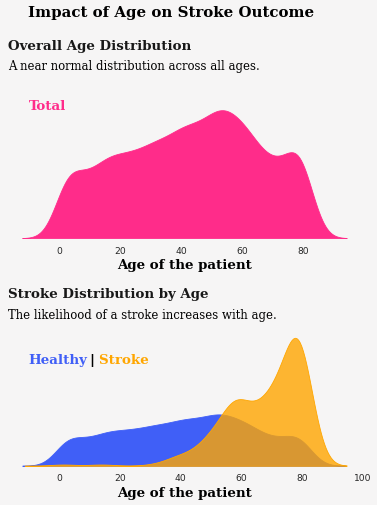 Impact of Age on Stroke Outcome
Overall Age Distribution
A near normal distribution across all ages.
Total
0 20 40 60 80
Age of the patient
Stroke Distribution by Age
The likelihood of a stroke increases with age.
Healthy | Stroke
0 20 40 60 80 100
Age of the patient